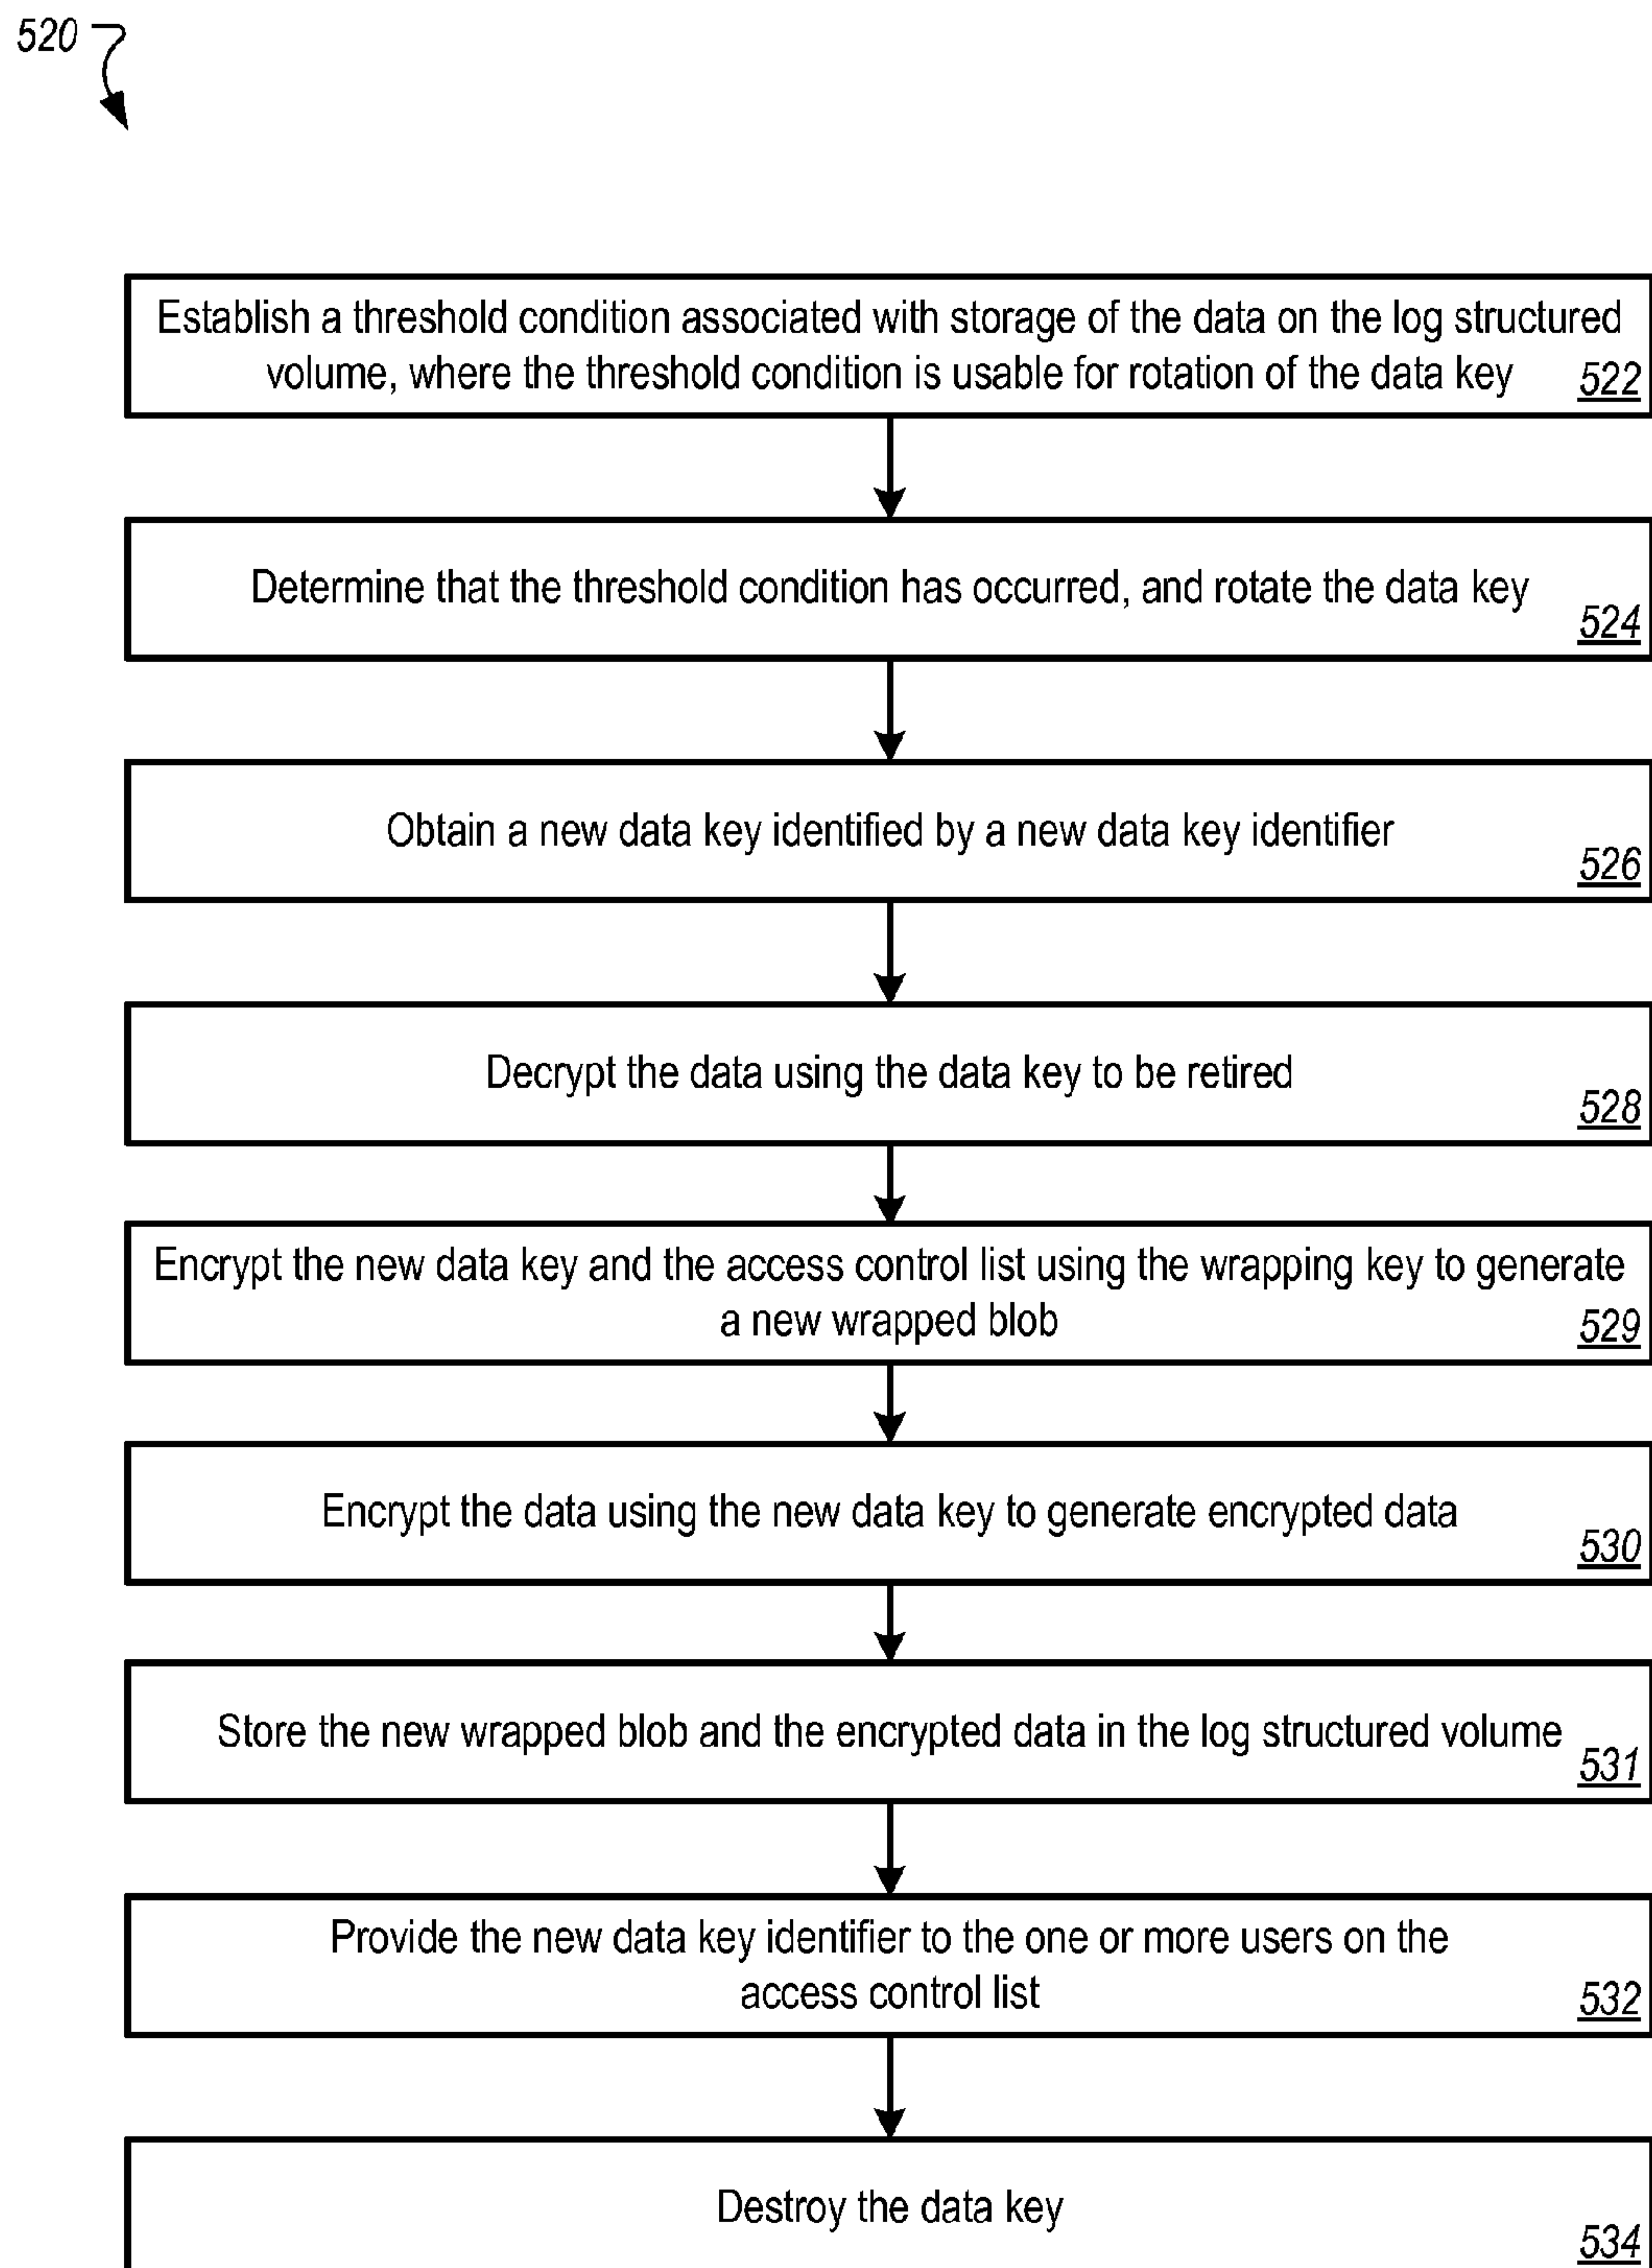 520
Establish a threshold condition associated with storage of the data on the log structured
volume, where the threshold condition is usable for rotation of the data key
522
Determine that the threshold condition has occurred, and rotate the data key
524
Obtain a new data key identified by a new data key identifier
526
Decrypt the data using the data key to be retired
528
Encrypt the new data key and the access control list using the wrapping key to generate
a new wrapped blob
529
Encrypt the data using the new data key to generate encrypted data
530
Store the new wrapped blob and the encrypted data in the log structured volume
531
Provide the new data key identifier to the one or more users on the
access control list
532
Destroy the data key
534